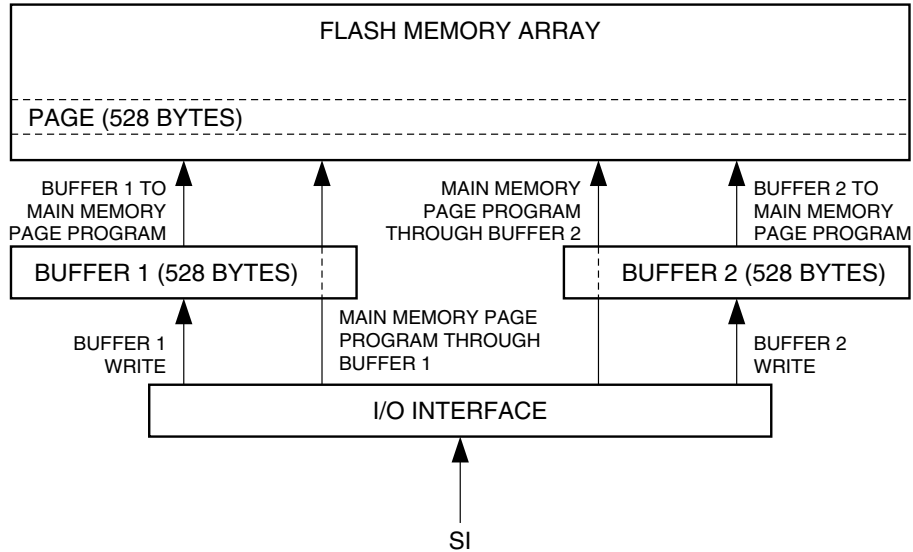 FLASH MEMORY ARRAY
PAGE (528 BYTES)
BUFFER 1 TO
MAIN MEMORY
PAGE PROGRAM
MAIN MEMORY
PAGE PROGRAM
THROUGH BUFFER 2
BUFFER 2 TO
MAIN MEMORY
PAGE PROGRAM
BUFFER 1 (528 BYTES)
BUFFER 2 (528 BYTES)
BUFFER 1
WRITE
MAIN MEMORY PAGE
PROGRAM THROUGH
BUFFER 1
BUFFER 2
WRITE
I/O INTERFACE
SI